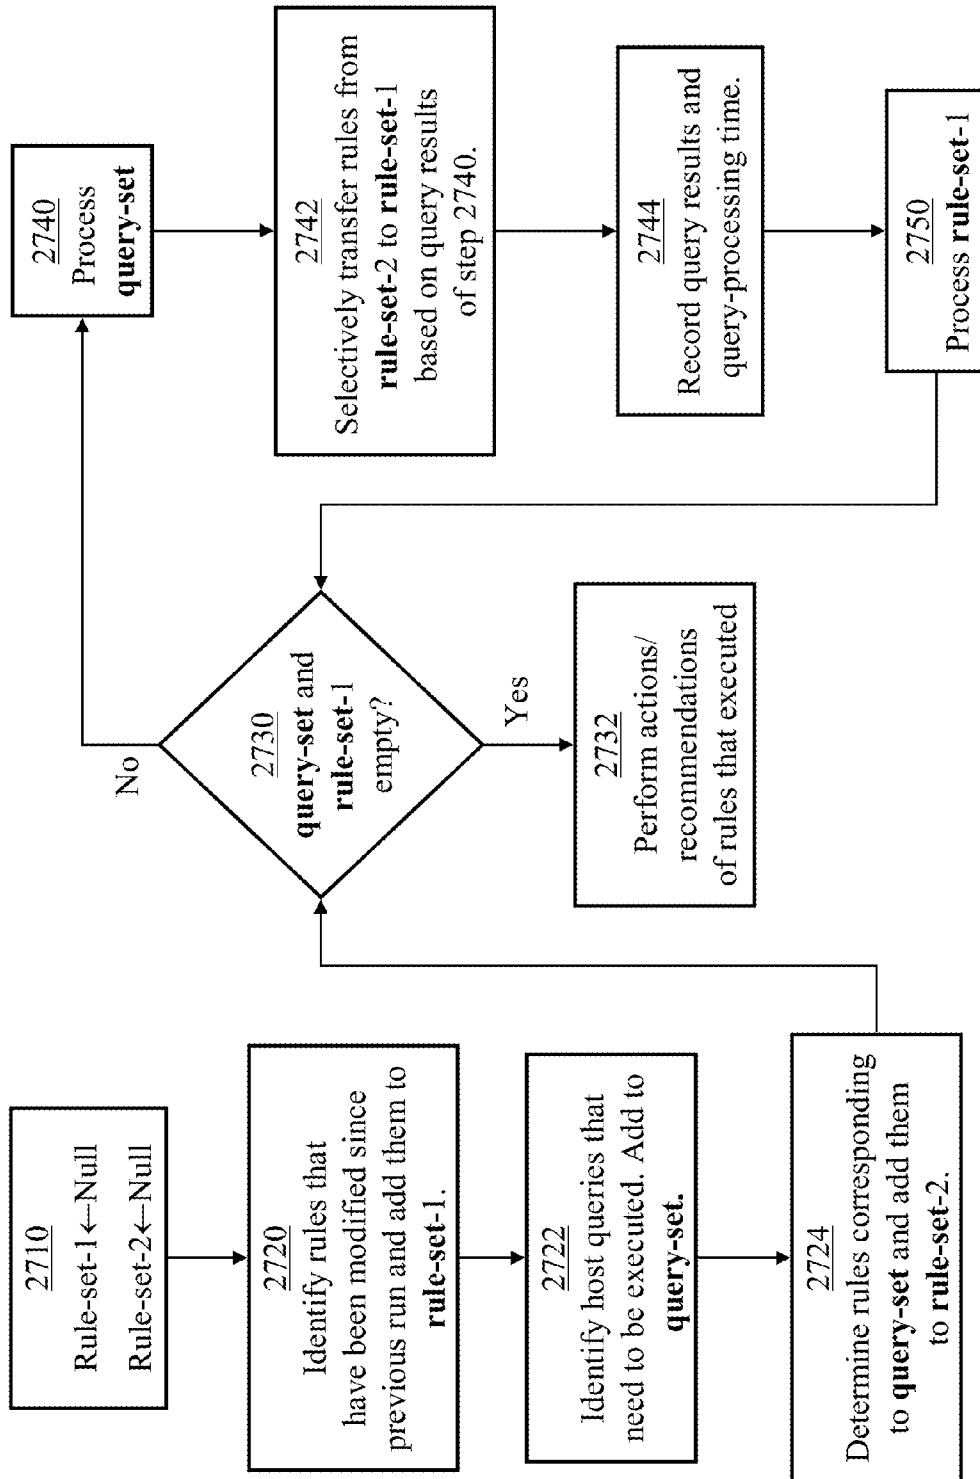 2710
Rule-set-1←Null
Rule-set-2←Null
2720
Identify rules that
have been modified since
previous run and add them to
rule-set-1.
2722
Identify host queries that
need to be executed. Add to
query-set.
2724
Determine rules corresponding
to query-set and add them
to rule-set-2.
2730
query-set and
rule-set-1
empty?
No
Yes
2732
Perform actions/
recommendations
of rules that executed
2740
Process
query-set
2742
Selectively transfer rules from
rule-set-2 to rule-set-1
based on query results
of step 2740.
2744
Record query results and
query-processing time.
2750
Process rule-set-1